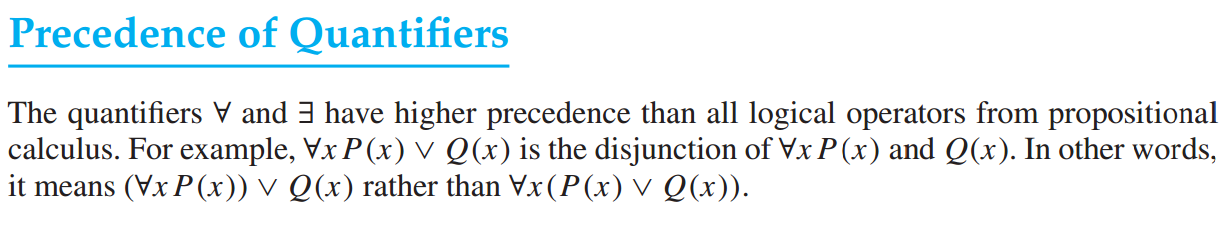 Precedence of Quantifiers
The quantifiers ∀ and ∃ have higher precedence than all logical operators from propositional
calculus. For example, ∀x P(x) ∨ Q(x) is the disjunction of ∀x P(x) and Q(x). In other words,
it means (∀x P(x)) ∨ Q(x) rather than ∀x(P(x) ∨ Q(x)).